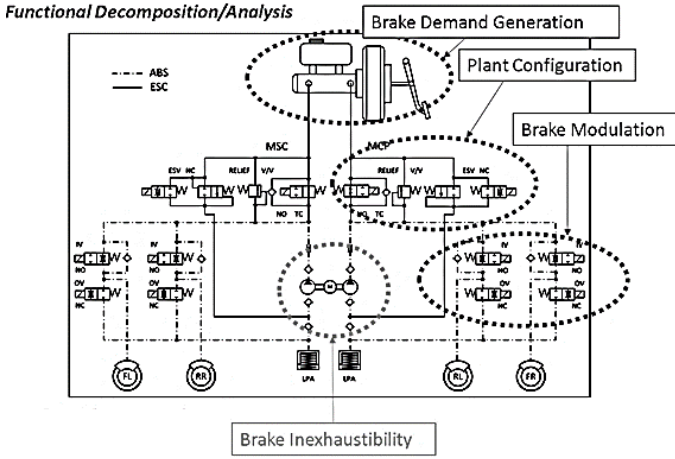 Functional Decomposition/Analysis
Brake Demand Generation
Plant Configuration
Brake Modulation
ABS
ESC
MSC
MCP
ESV NC
RELIEF V/V
RELIEF V/V
ESV NC
NO TC
NO TC
IV
IV
IV
IV
NO
NO
NO
NO
OV
OV
OV
OV
NC
NC
NC
NC
M
FL
RR
LPA
LPA
RL
FR
Brake Inexhaustibility